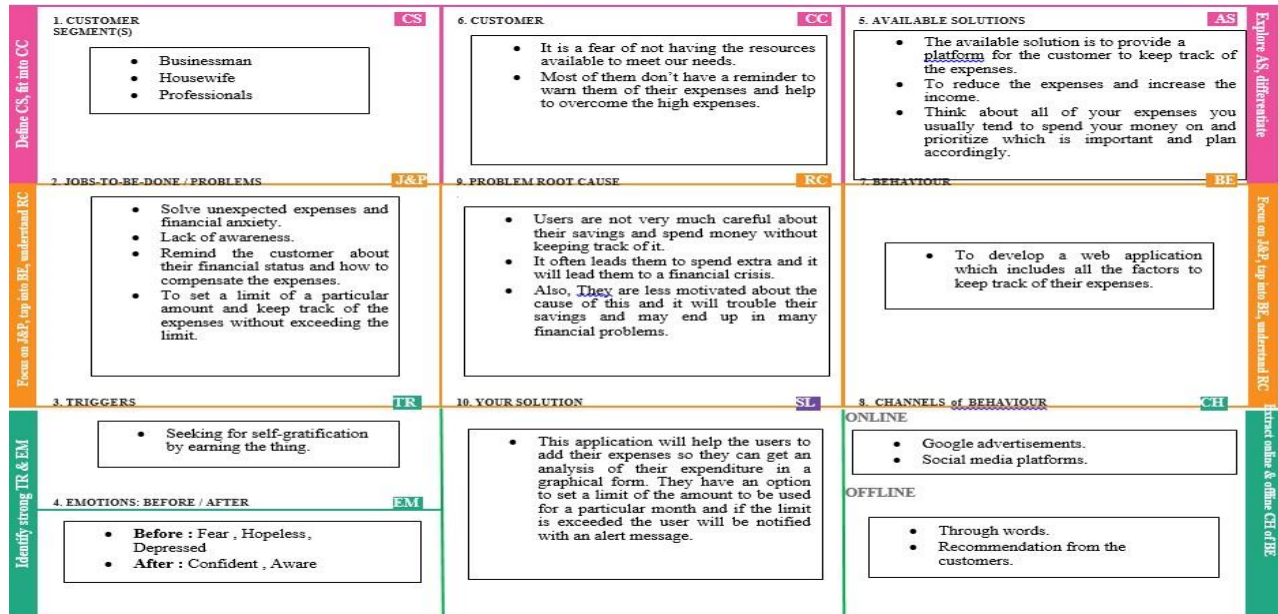 Define CS, fit into CC
1. CUSTOMER
SEGMENT(S)
CS
• Businessman
• Housewife
• Professionals
6. CUSTOMER
CC
• It is a fear of not having the resources
available to meet our needs.
• Most of them don't have a reminder to
warn them of their expenses and help
to overcome the high expenses.
5. AVAILABLE SOLUTIONS
AS
• The available solution is to provide a
platform for the customer to keep track of
the expenses.
• To reduce the expenses and increase the
income.
• Think about all of your expenses you
usually tend to spend your money on and
prioritize which is important and plan
accordingly.
Explore AS, differentiate
Focus on J&P, tap into BE, understand RC
2. JOBS-TO-BE-DONE / PROBLEMS
J&P
• Solve unexpected expenses and
financial anxiety.
• Lack of awareness.
• Remind the customer about
their financial status and how to
compensate the expenses.
• To set a limit of a particular
amount and keep track of the
expenses without exceeding the
limit.
9. PROBLEM ROOT CAUSE
RC
• Users are not very much careful about
their savings and spend money without
keeping track of it.
• It often leads them to spend extra and it
will lead them to a financial crisis.
• Also, They are less motivated about the
cause of this and it will trouble their
savings and may end up in many
financial problems.
7. BEHAVIOUR
BE
• To develop a web application
which includes all the factors to
keep track of their expenses.
Focus on J&P, tap into BE, understand RC
Identify strong TR & EM
3. TRIGGERS
TR
• Seeking for self-gratification
by earning the thing.
4. EMOTIONS: BEFORE / AFTER
EM
• Before : Fear , Hopeless ,
Depressed
• After : Confident , Aware
10. YOUR SOLUTION
SL
• This application will help the users to
add their expenses so they can get an
analysis of their expenditure in a
graphical form. They have an option
to set a limit of the amount to be used
for a particular month and if the limit
is exceeded the user will be notified
with an alert message.
8. CHANNELS of BEHAVIOUR
CH
ONLINE
• Google advertisements.
• Social media platforms.
OFFLINE
• Through words.
• Recommendation from the
customers.
Extract online & offline CH of BE